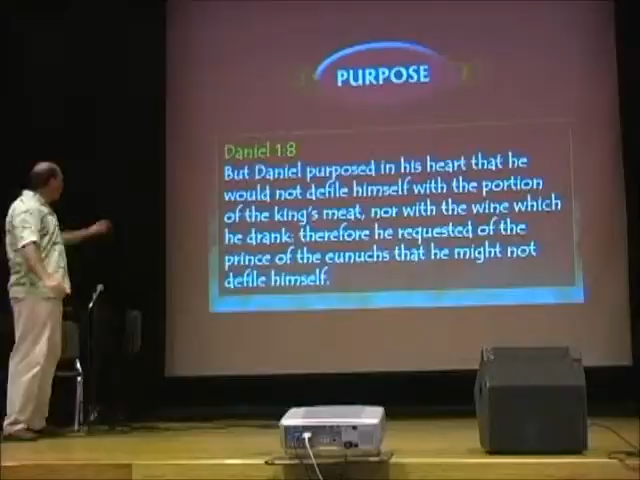 PURPOSE
Daniel 1:8
But Daniel purposed in his heart that he
would not defile himself with the portion
of the king's meat, nor with the wine which
he drank: therefore he requested of the
prince of the eunuchs that he might not
defile himself.